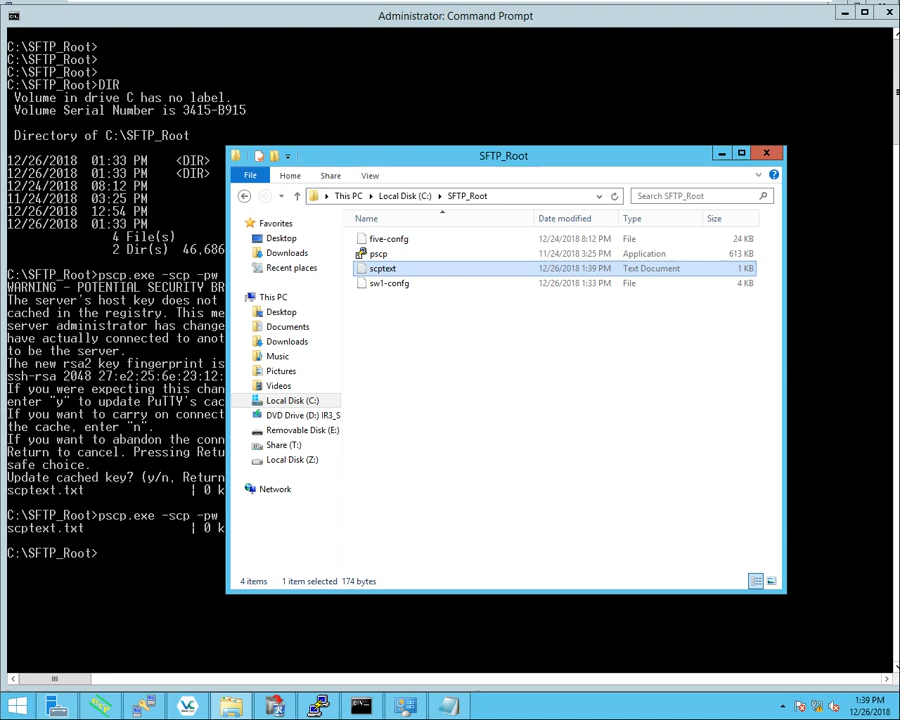 Administrator: Command Prompt
C:\SFTP_Root>
C:\SFTP_Root>
C:\SFTP_Root>
C:\SFTP_Root>DIR
Volume in drive C has no label.
Volume Serial Number is 3415-B915
Directory of C:\SFTP_Root
12/26/2018 01:33 PM <DIR>
12/26/2018 01:33 PM <DIR>
12/24/2018 08:12 PM
11/24/2018 03:25 PM
12/26/2018 12:54 PM
12/26/2018 01:33 PM
4 File(s)
2 Dir(s) 46,686
C:\SFTP_Root>pscp.exe -scp -pw
WARNING - POTENTIAL SECURITY BR
The server's host key does not
cached in the registry. This me
server administrator has change
have actually connected to anot
to be the server.
The new rsa2 key fingerprint is
ssh-rsa 2048 27:e2:25:6e:23:12:
If you were expecting this chan
enter "y" to update PuTTY's cac
If you want to carry on connect
the cache, enter "n".
If you want to abandon the conn
Return to cancel. Pressing Retu
safe choice.
Update cached key? (y/n, Return
scptext.txt | 0 k
C:\SFTP_Root>pscp.exe -scp -pw
scptext.txt | 0 k
C:\SFTP_Root>
SFTP_Root
File Home Share View
This PC Local Disk (C:) SFTP_Root Search SFTP_Root
Name Date modified Type Size
five-confg 12/24/2018 8:12 PM File 24 KB
pscp 11/24/2018 3:25 PM Application 613 KB
scptext 12/26/2018 1:39 PM Text Document 1 KB
sw1-confg 12/26/2018 1:33 PM File 4 KB
Favorites
Desktop
Downloads
Recent places
This PC
Desktop
Documents
Downloads
Music
Pictures
Videos
Local Disk (C:)
DVD Drive (D:) IR3_S
Removable Disk (E:)
Share (T:)
Local Disk (Z:)
Network
4 items 1 item selected 174 bytes
1:39 PM
12/26/2018